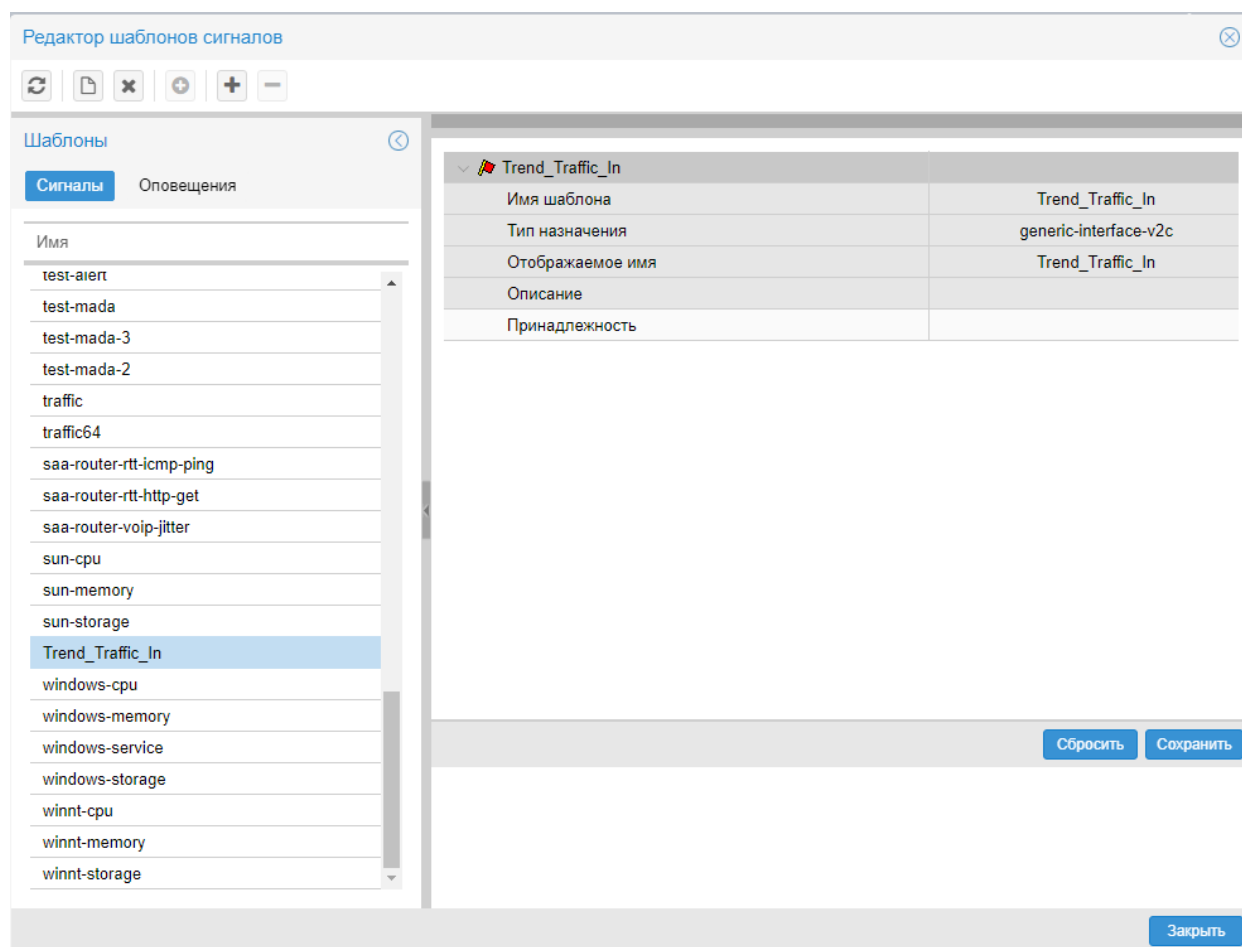 Редактор шаблонов сигналов
Шаблоны
Сигналы Оповещения
Имя
test-alert
test-mada
test-mada-3
test-mada-2
traffic
traffic64
saa-router-rtt-icmp-ping
saa-router-rtt-http-get
saa-router-voip-jitter
sun-cpu
sun-memory
sun-storage
Trend_Traffic_In
windows-cpu
windows-memory
windows-service
windows-storage
winnt-cpu
winnt-memory
winnt-storage
Trend_Traffic_In
Имя шаблона Trend_Traffic_In
Тип назначения generic-interface-v2c
Отображаемое имя Trend_Traffic_In
Описание
Принадлежность
Сбросить Сохранить
Закрыть